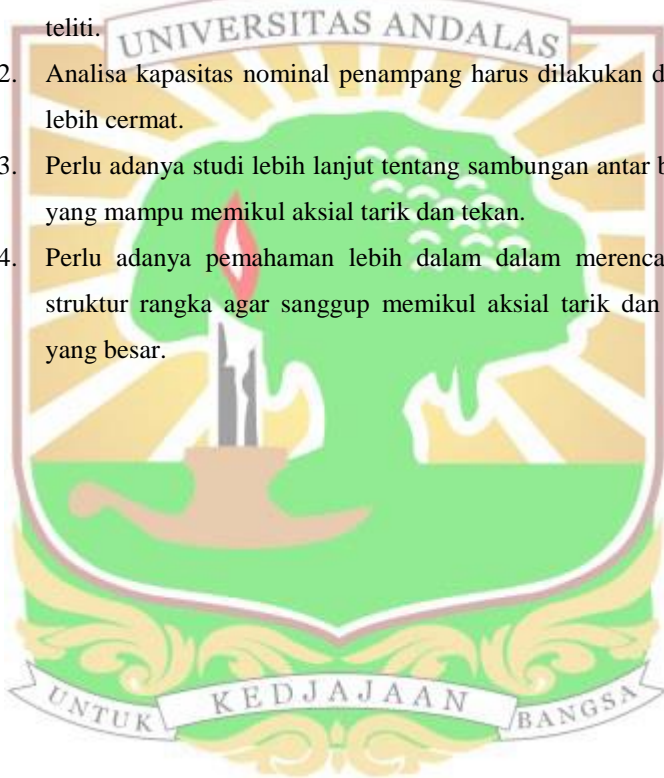 teliti.
UNIVERSITAS ANDALAS
2. Analisa kapasitas nominal penampang harus dilakukan
lebih cermat.
3. Perlu adanya studi lebih lanjut tentang sambungan antar
yang mampu memikul aksial tarik dan tekan.
4. Perlu adanya pemahaman lebih dalam dalam
struktur rangka agar sanggup memikul aksial tarik dan
yang besar.
UNTUK KEDJAJAAN BANGSA